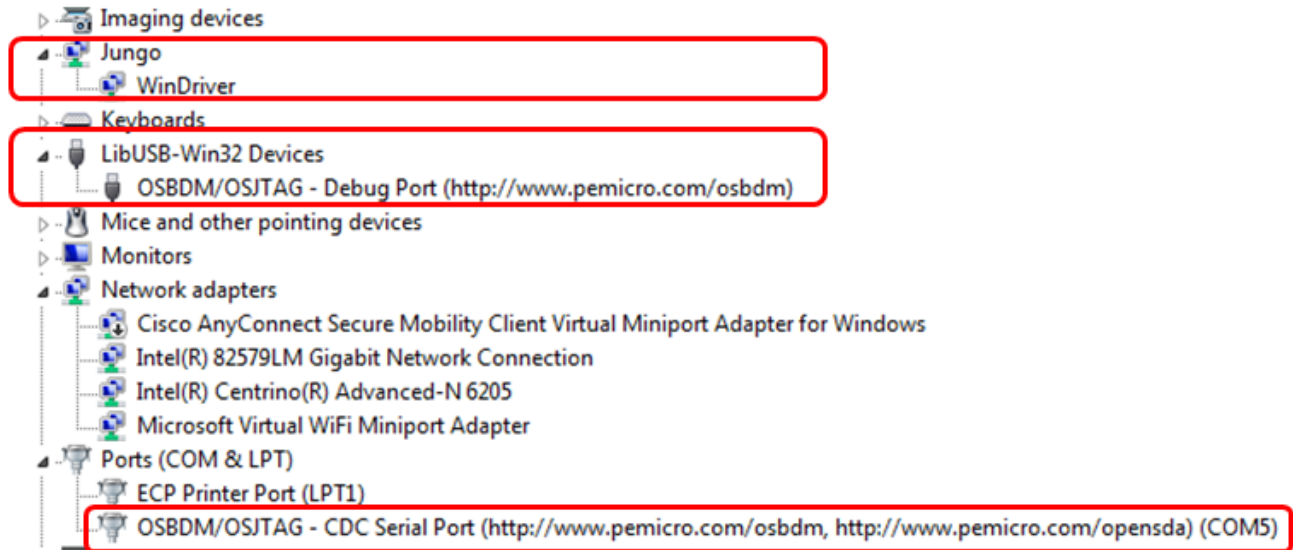 Imaging devices
Jungo
WinDriver
Keyboards
LibUSB-Win32 Devices
OSBDM/OSJTAG - Debug Port (http://www.pemicro.com/osbdm)
Mice and other pointing devices
Monitors
Network adapters
Cisco AnyConnect Secure Mobility Client Virtual Miniport Adapter for Windows
Intel(R) 82579LM Gigabit Network Connection
Intel(R) Centrino(R) Advanced-N 6205
Microsoft Virtual WiFi Miniport Adapter
Ports (COM & LPT)
ECP Printer Port (LPT1)
OSBDM/OSJTAG - CDC Serial Port (http://www.pemicro.com/osbdm, http://www.pemicro.com/opensda) (COM5)